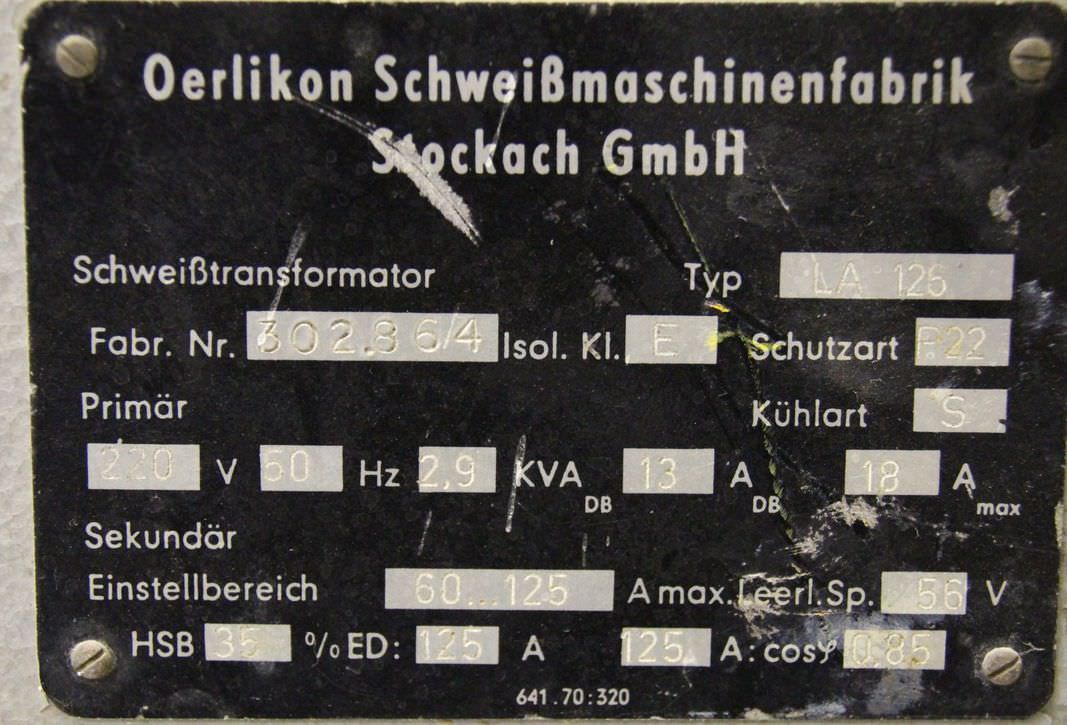 Oerlikon Schweißmaschinenfabrik
Stockach GmbH
Schweißtransformator Typ LA 125
Fabr. Nr. 302.86/4 Isol. Kl. E Schutzart P22
Primär Kühlart S
220 V 50 Hz 2,9 KVA DB 13 A DB 18 A max
Sekundär
Einstellbereich 60...125 A max.Leerl.Sp. 56 V
HSB 35 % ED: 125 A 125 A: cosφ 0,85
641.70:320